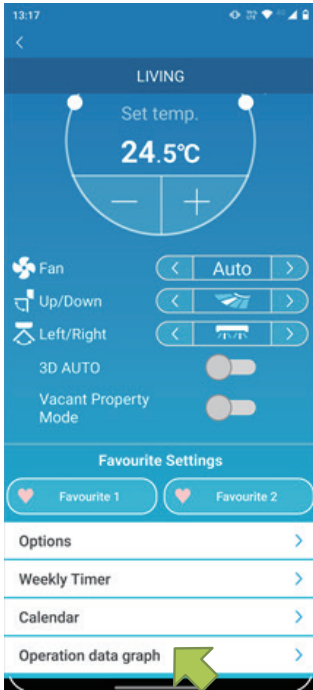 13:17
LIVING
Set temp.
24.5°C
Fan
Auto
Up/Down
Left/Right
3D AUTO
Vacant Property
Mode
Favourite Settings
Favourite 1
Favourite 2
Options
Weekly Timer
Calendar
Operation data graph